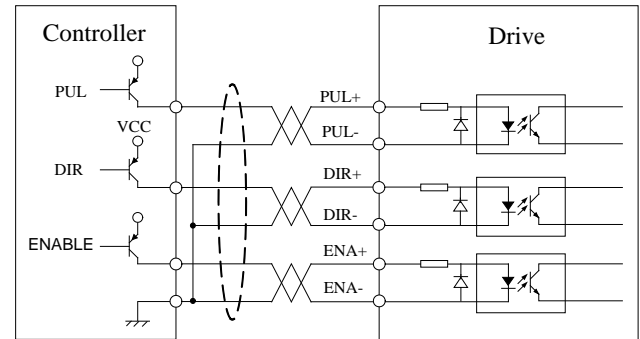 Controller
Drive
PUL
PUL+
PUL-
VCC
DIR
DIR+
DIR-
ENABLE
ENA+
ENA-